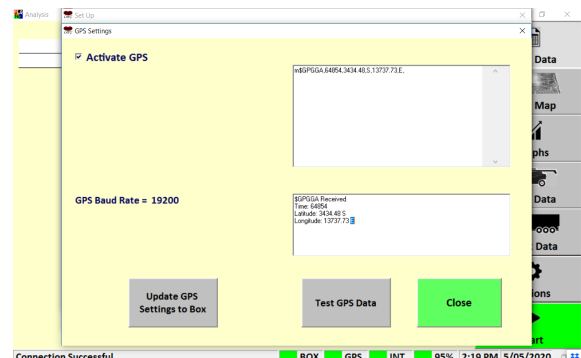 Analysis
Set Up
GPS Settings
Activate GPS
m$GPGGA,64854,3434.48,S,13737.73,E,
GPS Baud Rate = 19200
$GPGGA Received
Time: 64854
Latitude: 3434.48 S
Longitude: 13737.73 E
Update GPS
Settings to Box
Test GPS Data
Close
Data
Map
phs
Data
Data
ions
art
Connection Successful
BOX GPS INT 95% 2:19 PM 5/05/2020